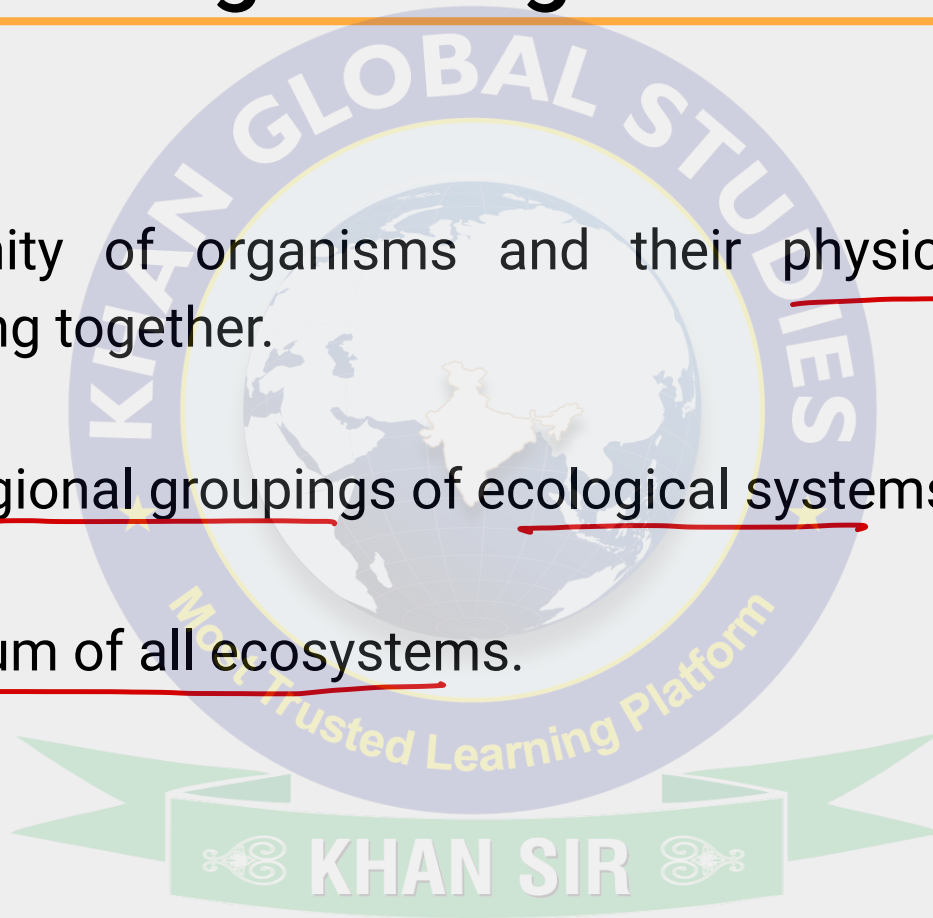 KHAN GLOBAL STUDIES
nity of organisms and their physic
ng together.
gional groupings of ecological systems
um of all ecosystems.
Most Trusted Learning Platform
KHAN SIR